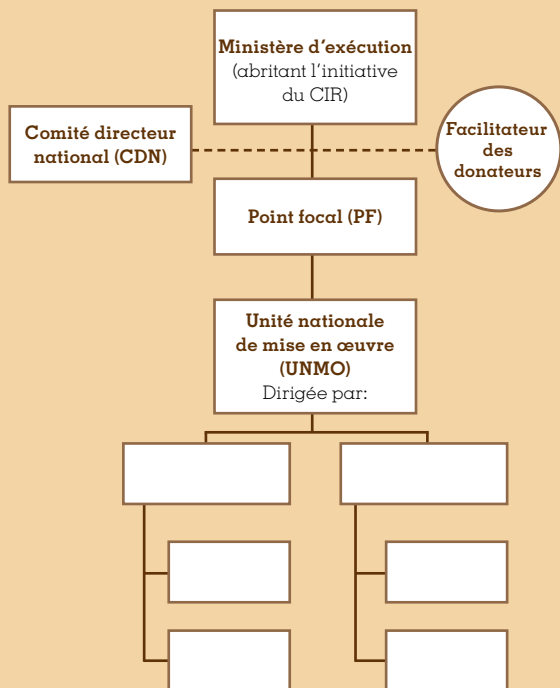 Ministère d’exécution
(abritant l’initiative
du CIR)
Comité directeur
national (CDN)
Facilitateur
des
donateurs
Point focal (PF)
Unité nationale
de mise en œuvre
(UNMO)
Dirigée par: